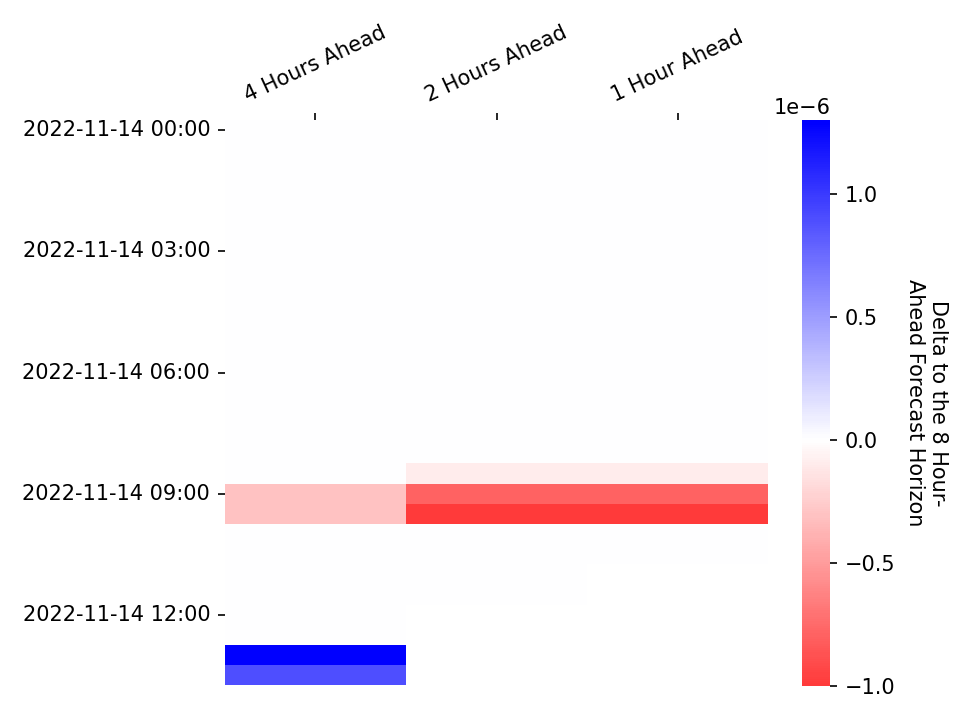 4 Hours Ahead
2 Hours Ahead
1 Hour Ahead
1e−6
2022-11-14 00:00
2022-11-14 03:00
2022-11-14 06:00
2022-11-14 09:00
2022-11-14 12:00
1.0
0.5
0.0
−0.5
−1.0
Delta to the 8 Hour-
Ahead Forecast Horizon